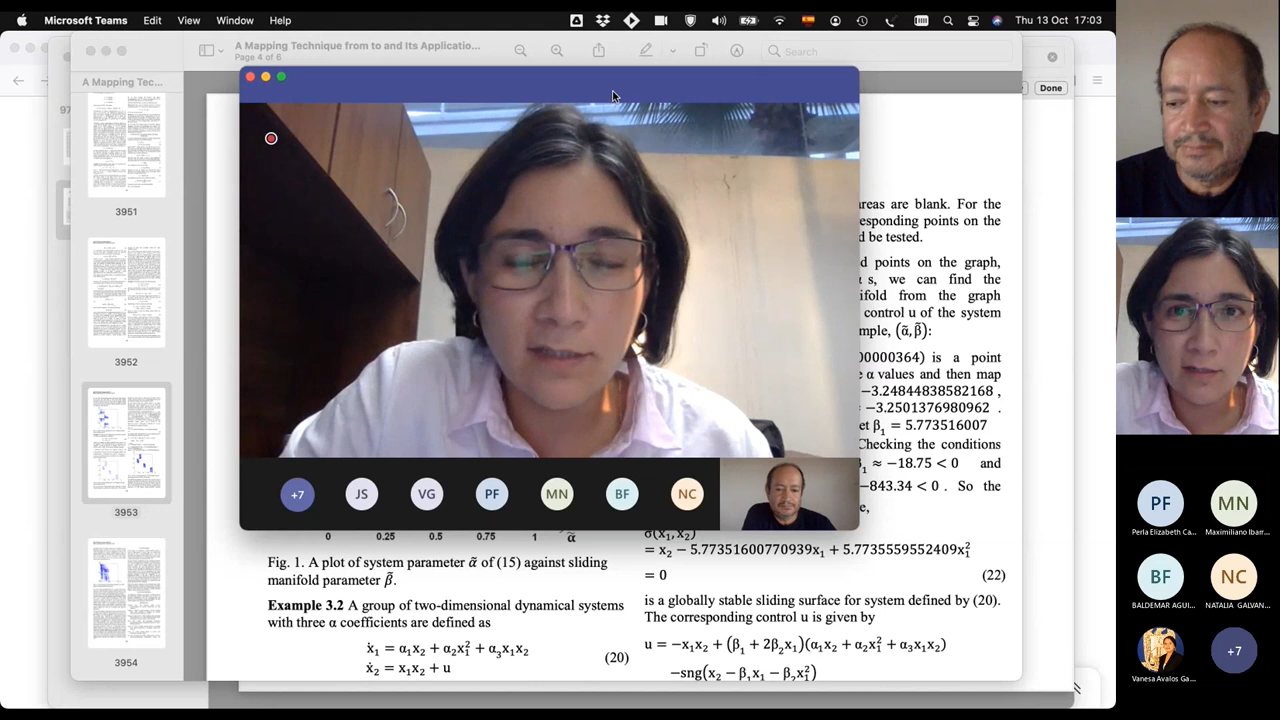 Microsoft Teams Edit View Window Help
Thu 13 Oct 17:03
A Mapping Technique from to and Its Applicatio...
Page 4 of 6
Search
A Mapping Tec...
Done
3951
3952
3953
3954
areas are blank. For the
esponding points on the
d be tested.
d points on the graph,
s, we can find the
ifold from the graph
control u of the system
mple, (α̃, β̃):
00000364) is a point
e α values and then map
−3.24844838582168 ,
= −3.2501376980962 .
et β₁ = 5.773516007
Checking the conditions
₁ ≈ −18.75 < 0 and
−843.34 < 0 . So the
e,
+7
JS
VG
PF
MN
BF
NC
0 0.25 0.5 0.75 1 α̃
Fig. 1. A plot of system parameter α̃ of (15) against sliding
manifold parameter β̃.
Example 3.2 A group of two-dimensional dynamical systems
with three α coefficients are defined as
ẋ₁ = α₁x₂ + α₂x₁² + α₃x₁x₂
ẋ₂ = x₁x₂ + u
(20)
σ(x₁, x₂)
= x₂ − 5.77351600770939x₁ + 5.7735559552409x₁²
= 0 (22)
is a globally stable sliding surface for system defined by (20).
The corresponding control u is given by
u = −x₁x₂ + (β₁ + 2β₂x₁)(α₁x₂ + α₂x₁² + α₃x₁x₂)
−sng(x₂ − β₁x₁ − β₂x₁²)
PF
MN
Perla Elizabeth Ca...
Maximiliano Ibarr...
BF
NC
BALDEMAR AGUI...
NATALIA GALVAN...
+7
Vanesa Avalos Ga...